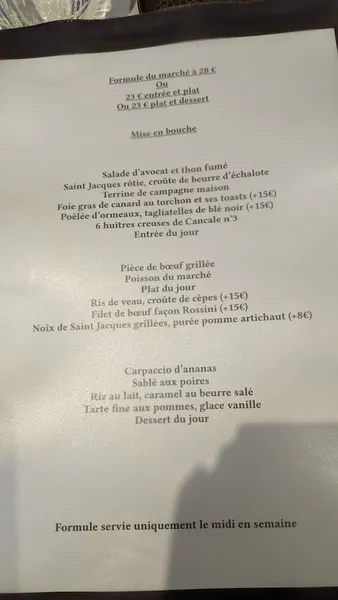 Formule du marché à 28 €
Ou
23 € entrée et plat
Ou 23 € plat et dessert
Mise en bouche
Salade d'avocat et thon fumé
Saint Jacques rôtie, croûte de beurre d'échalote
Terrine de campagne maison
Foie gras de canard au torchon et ses toasts (+15€)
Poêlée d'ormeaux, tagliatelles de blé noir (+15€)
6 huîtres creuses de Cancale n°3
Entrée du jour
Pièce de bœuf grillée
Poisson du marché
Plat du jour
Ris de veau, croûte de cèpes (+15€)
Filet de bœuf façon Rossini (+15€)
Noix de Saint Jacques grillées, purée pomme artichaut (+8€)
Carpaccio d'ananas
Sablé aux poires
Riz au lait, caramel au beurre salé
Tarte fine aux pommes, glace vanille
Dessert du jour
Formule servie uniquement le midi en semaine